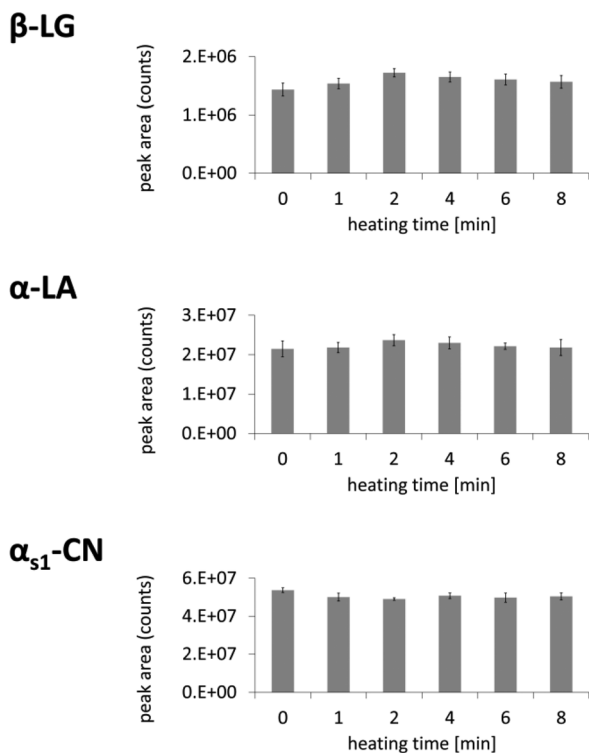 β-LG
peak area (counts)
2.E+06
1.E+06
0.E+00
0 1 2 4 6 8
heating time [min]
α-LA
peak area (counts)
3.E+07
2.E+07
1.E+07
0.E+00
0 1 2 4 6 8
heating time [min]
αs1-CN
peak area (counts)
6.E+07
4.E+07
2.E+07
0.E+00
0 1 2 4 6 8
heating time [min]